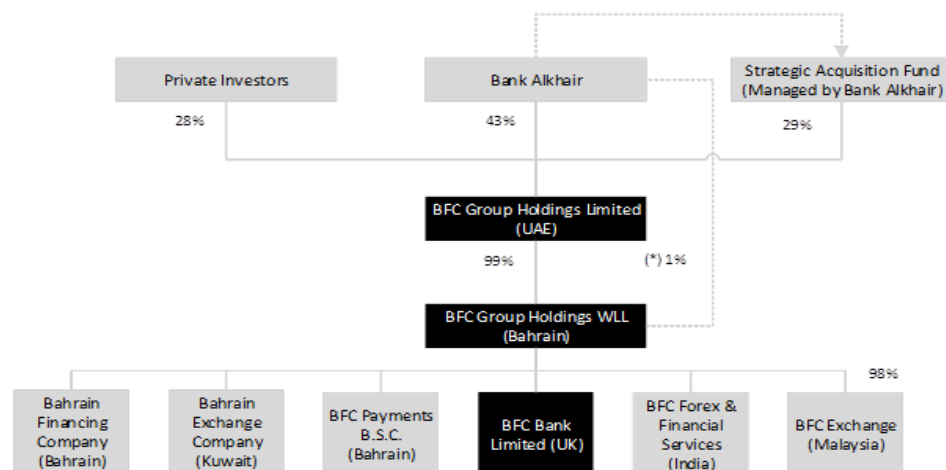 Private Investors
Bank Alkhair
Strategic Acquisition Fund
(Managed by Bank Alkhair)
28%
43%
29%
BFC Group Holdings Limited
(UAE)
99%
(*) 1%
BFC Group Holdings WLL
(Bahrain)
98%
Bahrain
Financing
Company
(Bahrain)
Bahrain
Exchange
Company
(Kuwait)
BFC Payments
B.S.C.
(Bahrain)
BFC Bank
Limited (UK)
BFC Forex &
Financial
Services
(India)
BFC Exchange
(Malaysia)